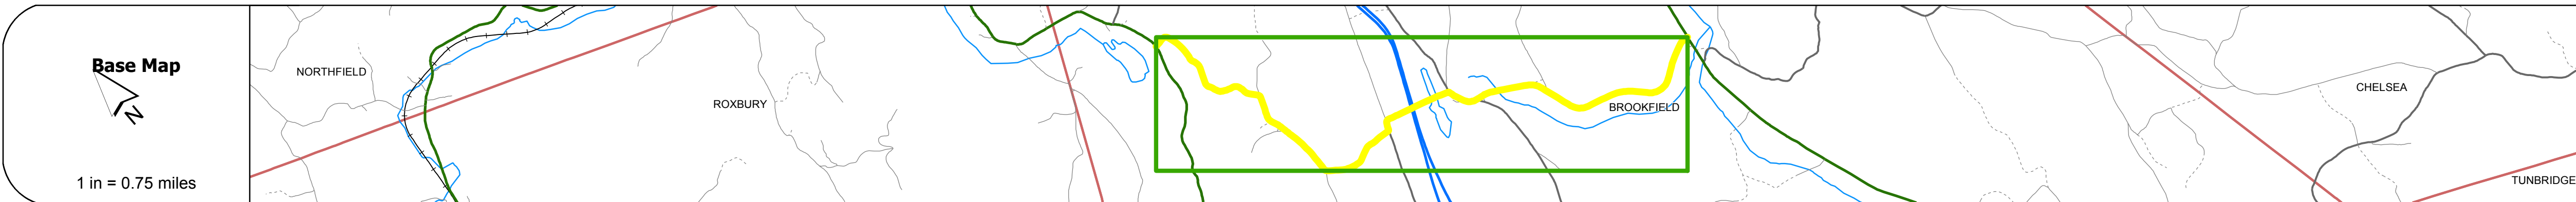 Base Map
N
1 in = 0.75 miles
NORTHFIELD
ROXBURY
BROOKFIELD
CHELSEA
TUNBRIDGE